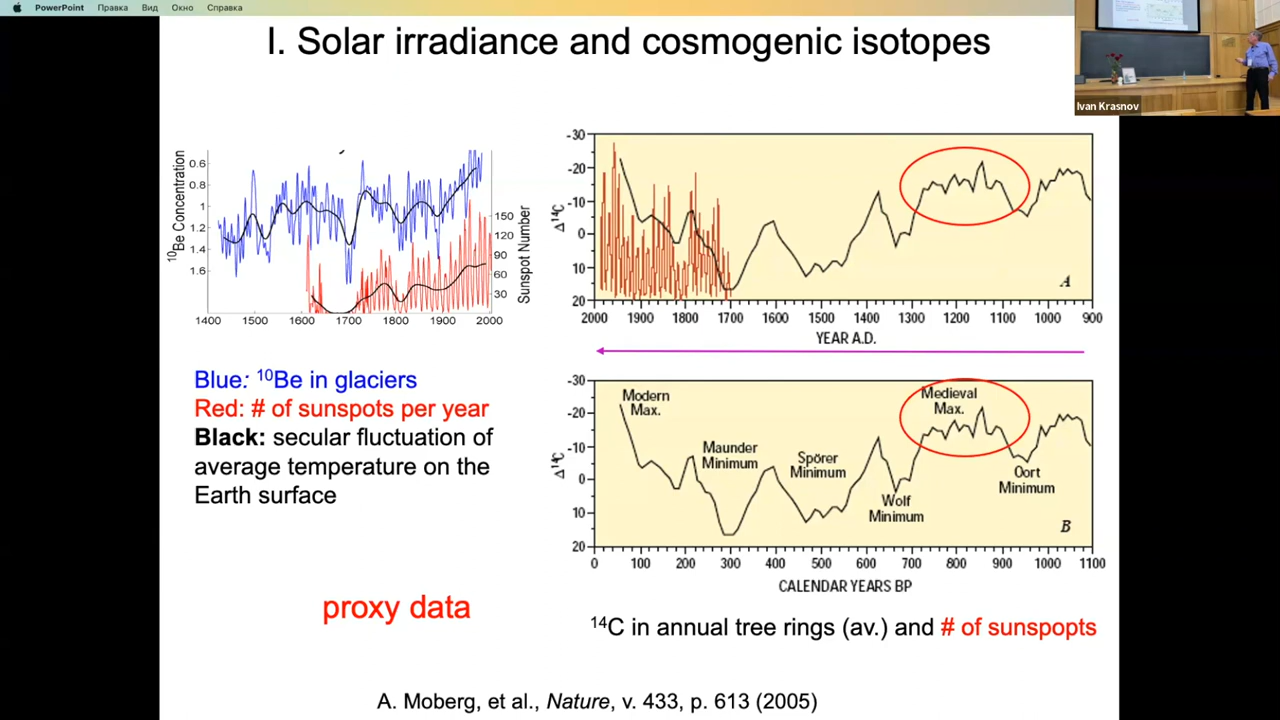 PowerPoint Правка Вид Окно Справка
I. Solar irradiance and cosmogenic isotopes
Ivan Krasnov
¹⁰Be Concentration
0.6
0.8
1
1.2
1.4
1.6
150
120
90
60
30
Sunspot Number
1400 1500 1600 1700 1800 1900 2000
Δ¹⁴C
-30
-20
-10
0
10
20
A
2000 1900 1800 1700 1600 1500 1400 1300 1200 1100 1000 900
YEAR A.D.
Blue: ¹⁰Be in glaciers
Red: # of sunspots per year
Black: secular fluctuation of
average temperature on the
Earth surface
Δ¹⁴C
-30
-20
-10
0
10
20
Modern
Max.
Maunder
Minimum
Spörer
Minimum
Wolf
Minimum
Medieval
Max.
Oort
Minimum
B
0 100 200 300 400 500 600 700 800 900 1000 1100
CALENDAR YEARS BP
proxy data
¹⁴C in annual tree rings (av.) and # of sunspopts
A. Moberg, et al., Nature, v. 433, p. 613 (2005)